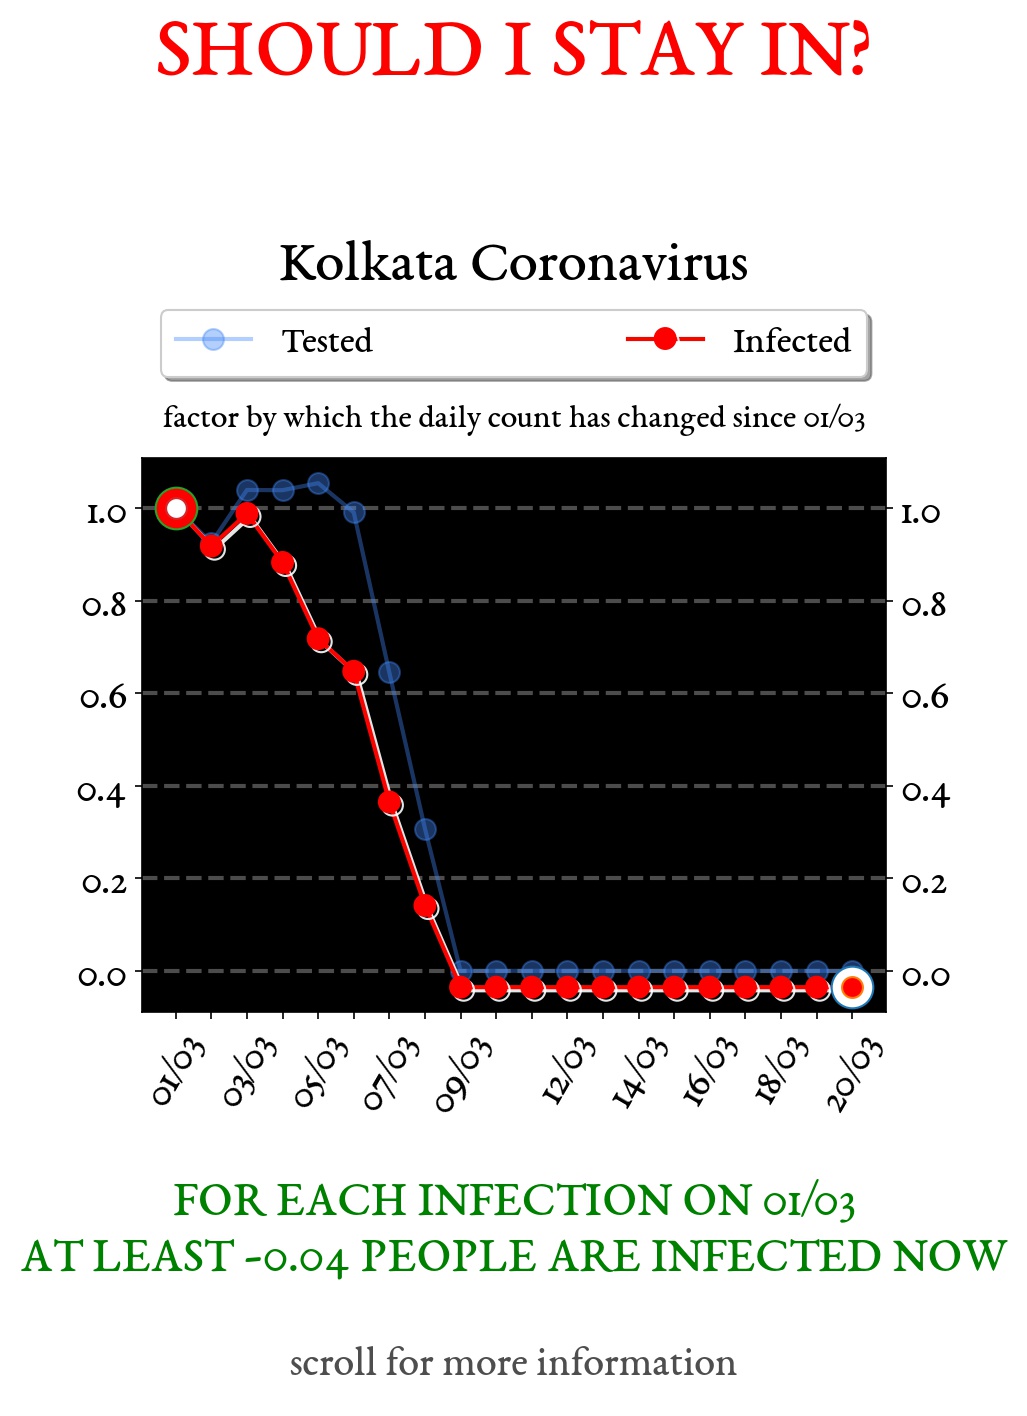 SHOULD I STAY IN?
Kolkata Coronavirus
Tested Infected
factor by which the daily count has changed since 01/03
1.0 1.0
0.8 0.8
0.6 0.6
0.4 0.4
0.2 0.2
0.0 0.0
01/03 03/03 05/03 07/03 09/03 12/03 14/03 16/03 18/03 20/03
FOR EACH INFECTION ON 01/03
AT LEAST -0.04 PEOPLE ARE INFECTED NOW
scroll for more information